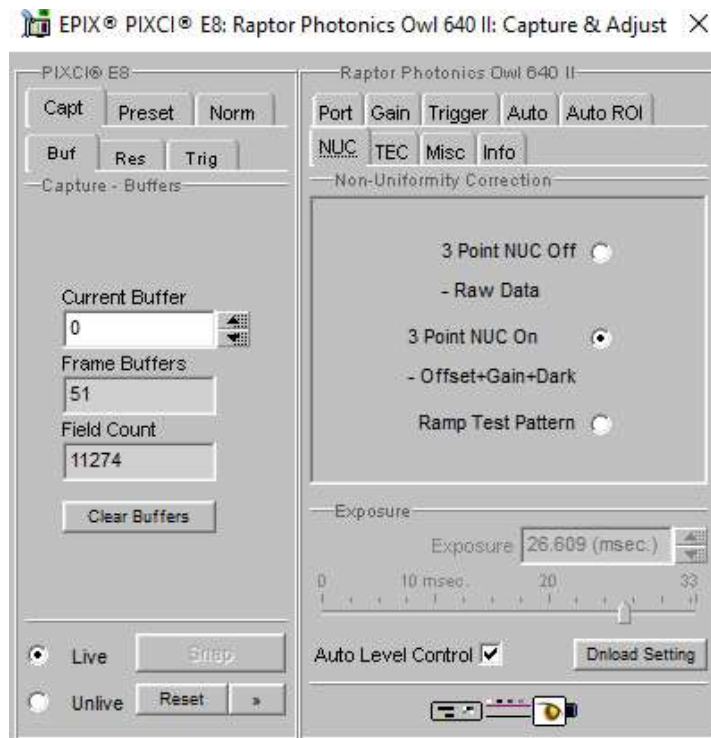 EPIX® PIXCI® E8: Raptor Photonics Owl 640 II: Capture & Adjust
PIXCI® E8
Capt Preset Norm
Buf Res Trig
Capture - Buffers
Current Buffer
0
Frame Buffers
51
Field Count
11274
Clear Buffers
Live Snap
Unlive Reset »
Raptor Photonics Owl 640 II
Port Gain Trigger Auto Auto ROI
NUC TEC Misc Info
Non-Uniformity Correction
3 Point NUC Off
- Raw Data
3 Point NUC On
- Offset+Gain+Dark
Ramp Test Pattern
Exposure
Exposure 26.609 (msec.)
0 10 msec. 20 33
Auto Level Control Dnload Setting